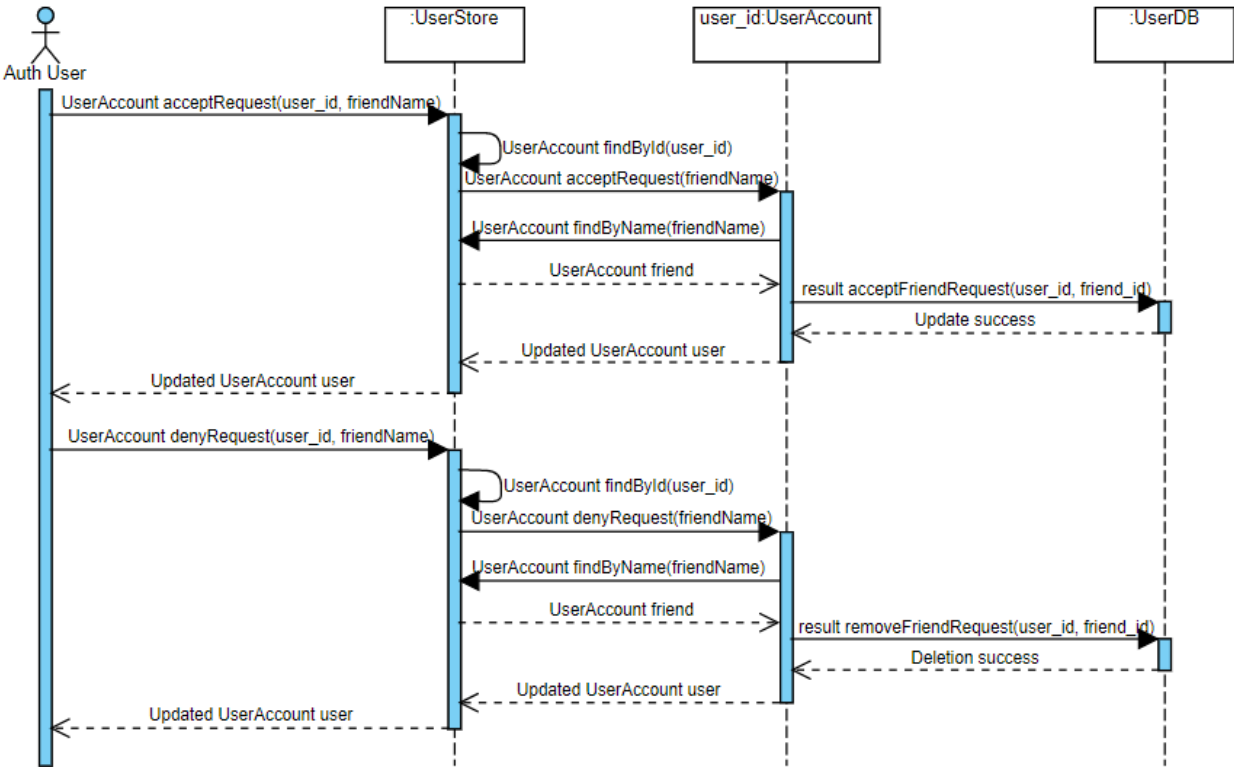 :UserStore
user_id:UserAccount
:UserDB
Auth User
UserAccount acceptRequest(user_id, friendName)
UserAccount findById(user_id)
UserAccount acceptRequest(friendName)
UserAccount findByName(friendName)
UserAccount friend
result acceptFriendRequest(user_id, friend_id)
Update success
Updated UserAccount user
Updated UserAccount user
UserAccount denyRequest(user_id, friendName)
UserAccount findById(user_id)
UserAccount denyRequest(friendName)
UserAccount findByName(friendName)
UserAccount friend
result removeFriendRequest(user_id, friend_id)
Deletion success
Updated UserAccount user
Updated UserAccount user